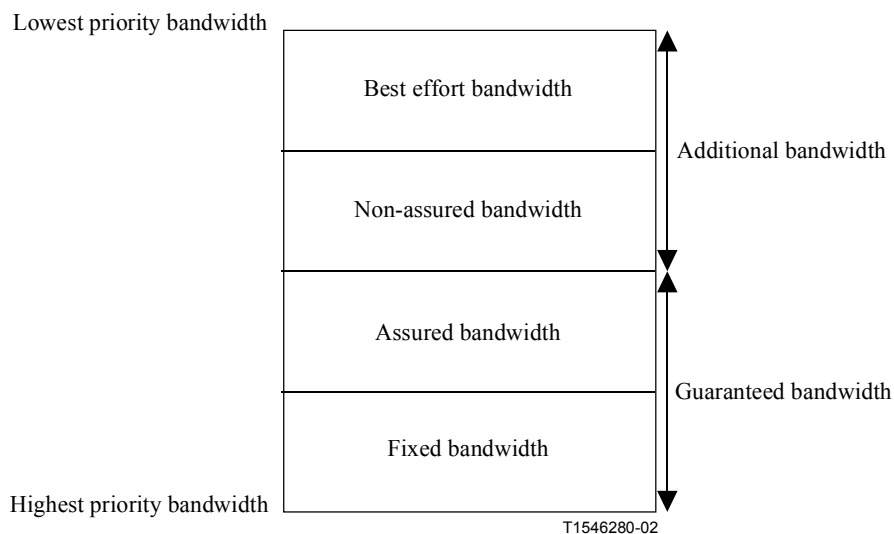 Lowest priority bandwidth
Best effort bandwidth
Additional bandwidth
Non-assured bandwidth
Assured bandwidth
Guaranteed bandwidth
Fixed bandwidth
Highest priority bandwidth
T1546280-02